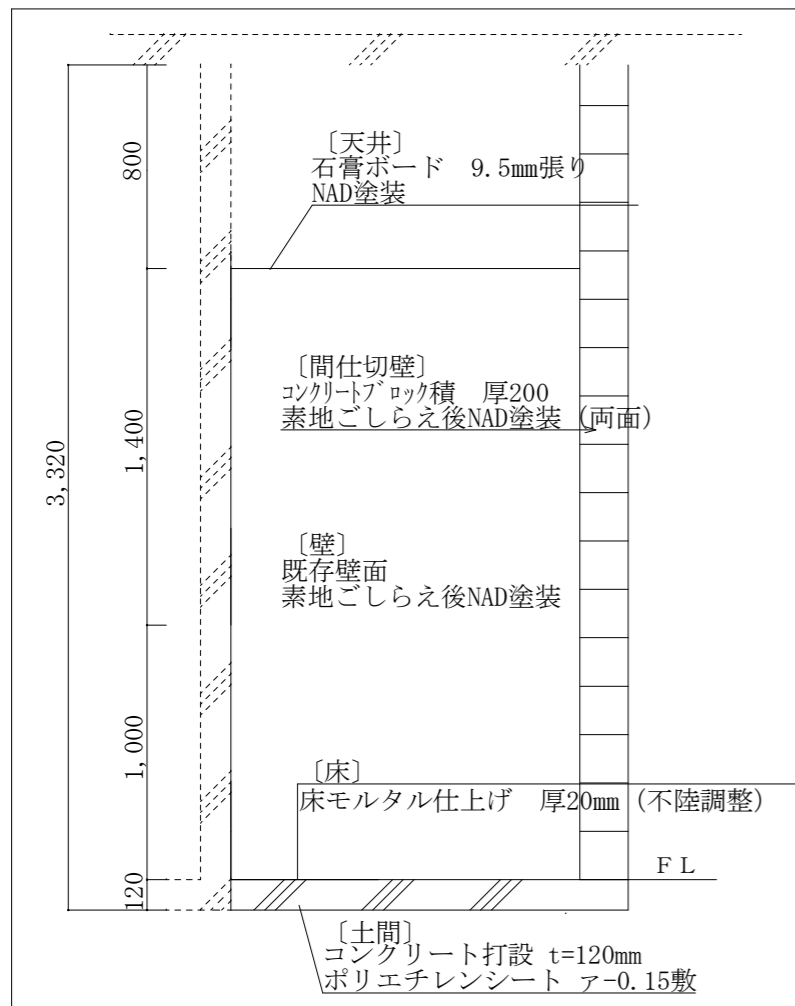 800
〔天井〕
石膏ボード　9.5mm張り
NAD塗装
〔間仕切壁〕
ｺﾝｸﾘｰﾄﾌﾞﾛｯｸ積　厚200
素地ごしらえ後NAD塗装（両面）
1,400
3,320
〔壁〕
既存壁面
素地ごしらえ後NAD塗装
1,000
〔床〕
床モルタル仕上げ　厚20mm（不陸調整）
ＦＬ
120
〔土間〕
コンクリート打設 t=120mm
ポリエチレンシート ァ-0.15敷